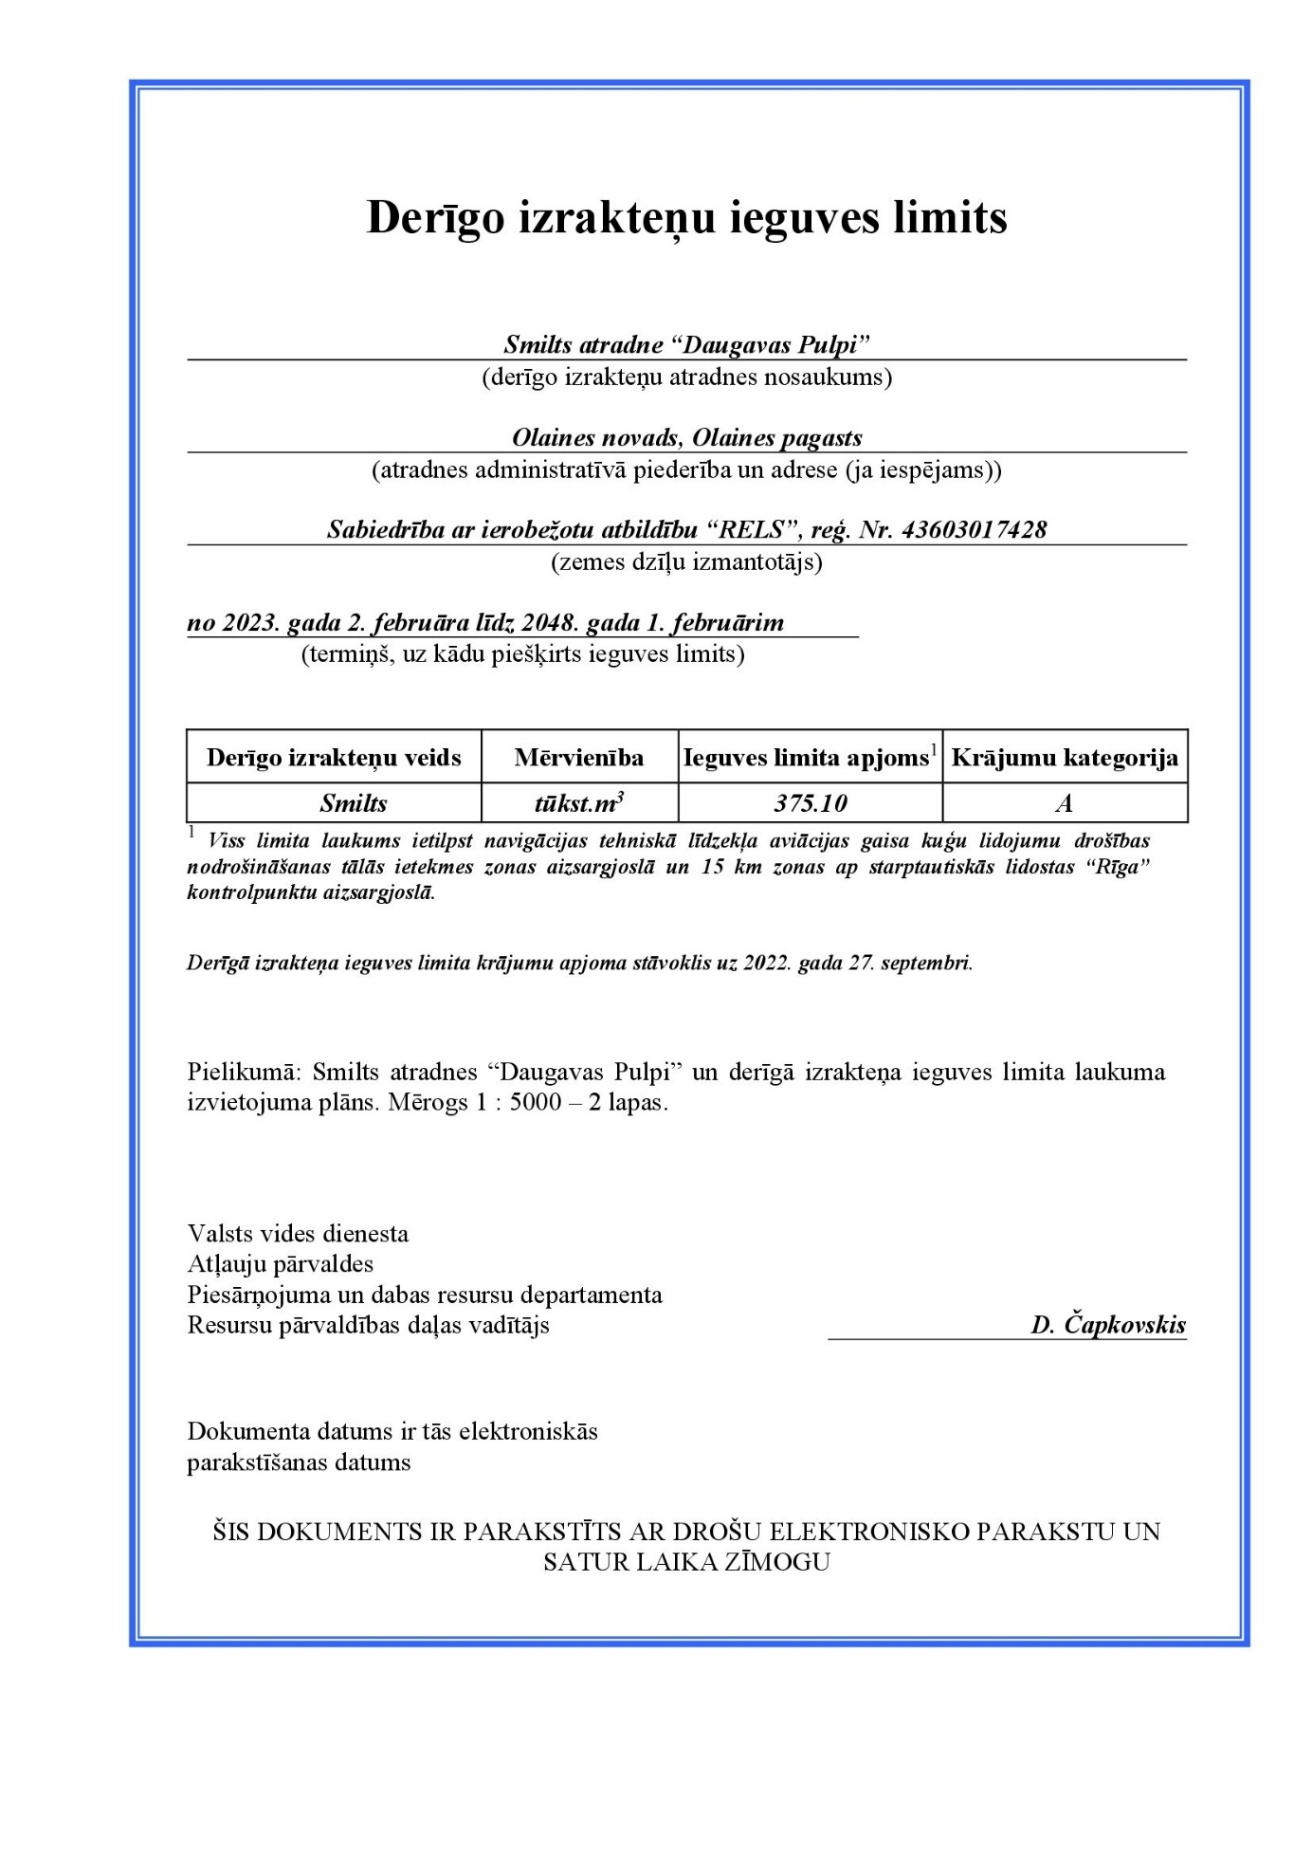 Derīgo izrakteņu ieguves limits
Smilts atradne “Daugavas Pulpi”
(derīgo izrakteņu atradnes nosaukums)
Olaines novads, Olaines pagasts
(atradnes administratīvā piederība un adrese (ja iespējams))
Sabiedrība ar ierobežotu atbildību “RELS”, reģ. Nr. 43603017428
(zemes dzīļu izmantotājs)
no 2023. gada 2. februāra līdz 2048. gada 1. februārim
(termiņš, uz kādu piešķirts ieguves limits)
Derīgo izrakteņu veids Mērvienība Ieguves limita apjoms¹ Krājumu kategorija
Smilts tūkst.m³ 375.10 A
¹ Viss limita laukums ietilpst navigācijas tehniskā līdzekļa aviācijas gaisa kuģu lidojumu drošības
nodrošināšanas tālās ietekmes zonas aizsargjoslā un 15 km zonas ap starptautiskās lidostas “Rīga”
kontrolpunktu aizsargjoslā.
Derīgā izrakteņa ieguves limita krājumu apjoma stāvoklis uz 2022. gada 27. septembri.
Pielikumā: Smilts atradnes “Daugavas Pulpi” un derīgā izrakteņa ieguves limita laukuma
izvietojuma plāns. Mērogs 1 : 5000 – 2 lapas.
Valsts vides dienesta
Atļauju pārvaldes
Piesārņojuma un dabas resursu departamenta
Resursu pārvaldības daļas vadītājs D. Čapkovskis
Dokumenta datums ir tās elektroniskās
parakstīšanas datums
ŠIS DOKUMENTS IR PARAKSTĪTS AR DROŠU ELEKTRONISKO PARAKSTU UN
SATUR LAIKA ZĪMOGU